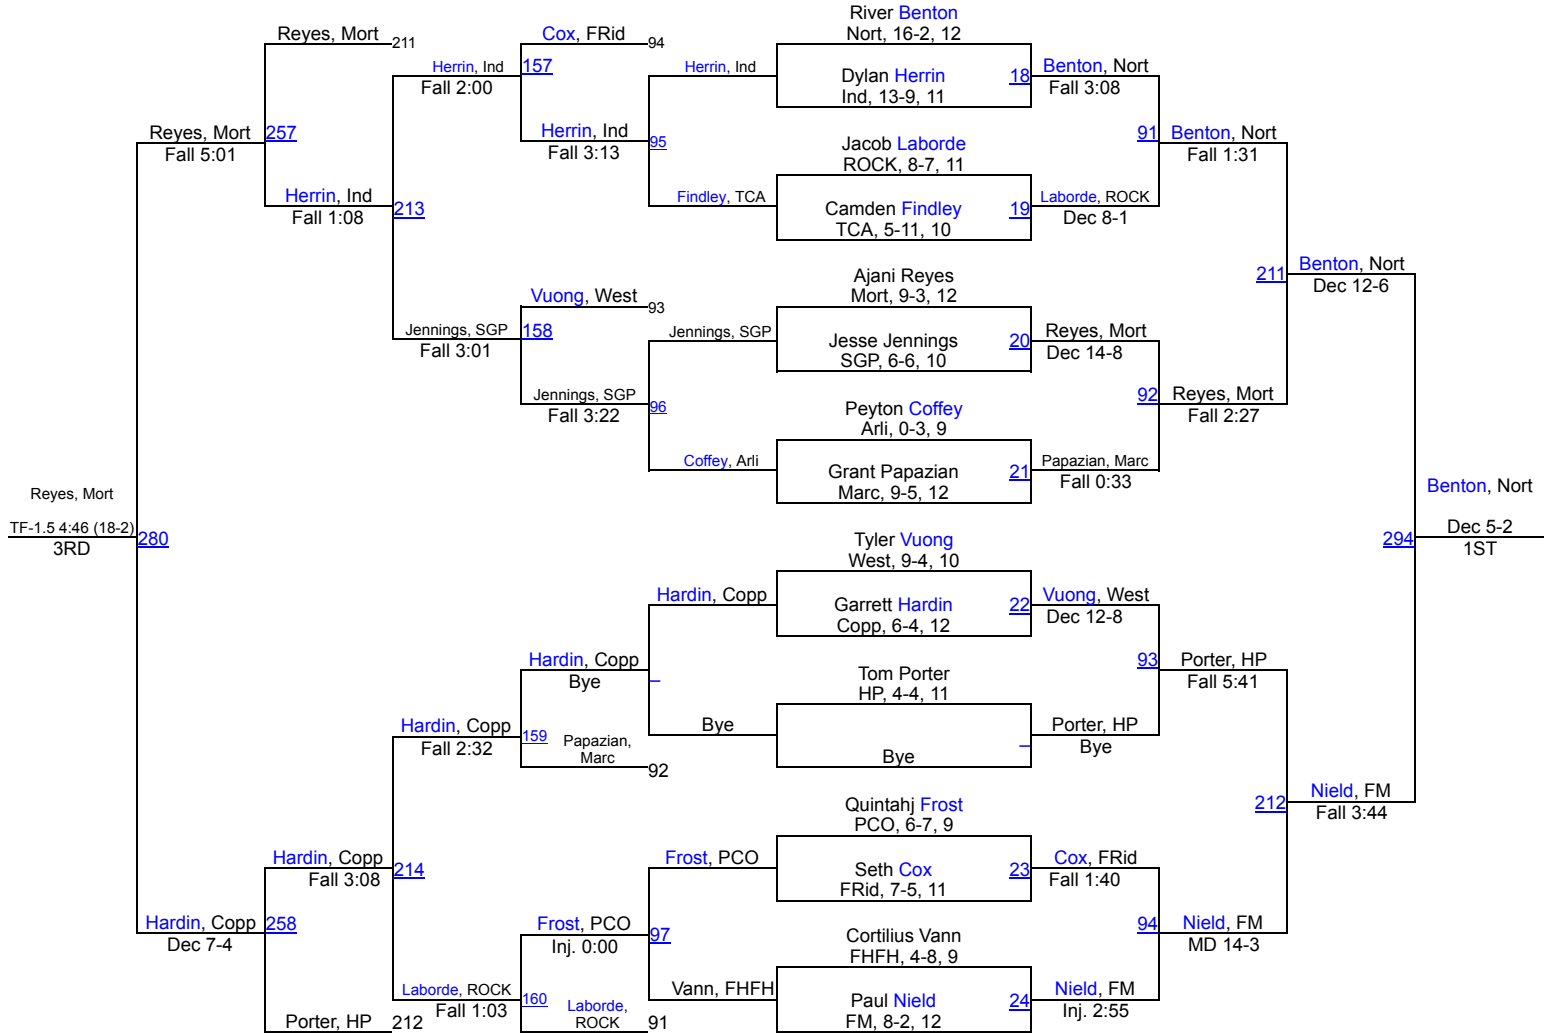 River Benton
Nort, 16-2, 12
Reyes, Mort
211
Cox, FRid
94
Herrin, Ind
157
Fall 2:00
Herrin, Ind
Dylan Herrin
Ind, 13-9, 11
18
Benton, Nort
Fall 3:08
Reyes, Mort
257
Fall 5:01
Herrin, Ind
Fall 3:13
95
Jacob Laborde
ROCK, 8-7, 11
91
Benton, Nort
Fall 1:31
Herrin, Ind
Fall 1:08
213
Findley, TCA
Camden Findley
TCA, 5-11, 10
19
Laborde, ROCK
Dec 8-1
Ajani Reyes
Mort, 9-3, 12
211
Benton, Nort
Dec 12-6
Vuong, West
93
Jennings, SGP
158
Fall 3:01
Jennings, SGP
Jesse Jennings
SGP, 6-6, 10
20
Reyes, Mort
Dec 14-8
Jennings, SGP
Fall 3:22
96
Peyton Coffey
Arli, 0-3, 9
92
Reyes, Mort
Fall 2:27
Coffey, Arli
Grant Papazian
Marc, 9-5, 12
21
Papazian, Marc
Fall 0:33
Reyes, Mort
TF-1.5 4:46 (18-2)
3RD
280
Benton, Nort
294
Dec 5-2
1ST
Tyler Vuong
West, 9-4, 10
Hardin, Copp
Garrett Hardin
Copp, 6-4, 12
22
Vuong, West
Dec 12-8
Hardin, Copp
Bye
Tom Porter
HP, 4-4, 11
93
Porter, HP
Fall 5:41
Hardin, Copp
Fall 2:32
159
Papazian,
Marc
92
Bye
Bye
Porter, HP
Bye
Quintahj Frost
PCO, 6-7, 9
212
Nield, FM
Fall 3:44
Hardin, Copp
Fall 3:08
214
Frost, PCO
Seth Cox
FRid, 7-5, 11
23
Cox, FRid
Fall 1:40
Hardin, Copp
Dec 7-4
258
Frost, PCO
Inj. 0:00
97
Cortilius Vann
FHFH, 4-8, 9
94
Nield, FM
MD 14-3
Laborde, ROCK
Fall 1:03
160
Laborde,
ROCK
91
Vann, FHFH
Paul Nield
FM, 8-2, 12
24
Nield, FM
Inj. 2:55
Porter, HP
212